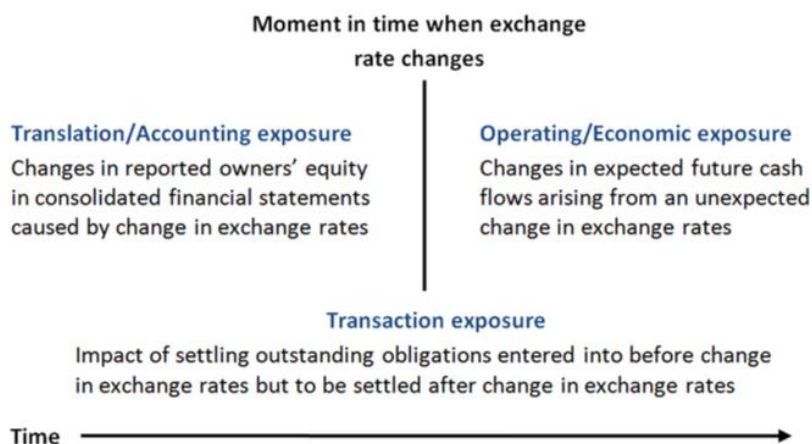 Moment in time when exchange
rate changes
Translation/Accounting exposure
Changes in reported owners' equity
in consolidated financial statements
caused by change in exchange rates
Operating/Economic exposure
Changes in expected future cash
flows arising from an unexpected
change in exchange rates
Transaction exposure
Impact of settling outstanding obligations entered into before change
in exchange rates but to be settled after change in exchange rates
Time